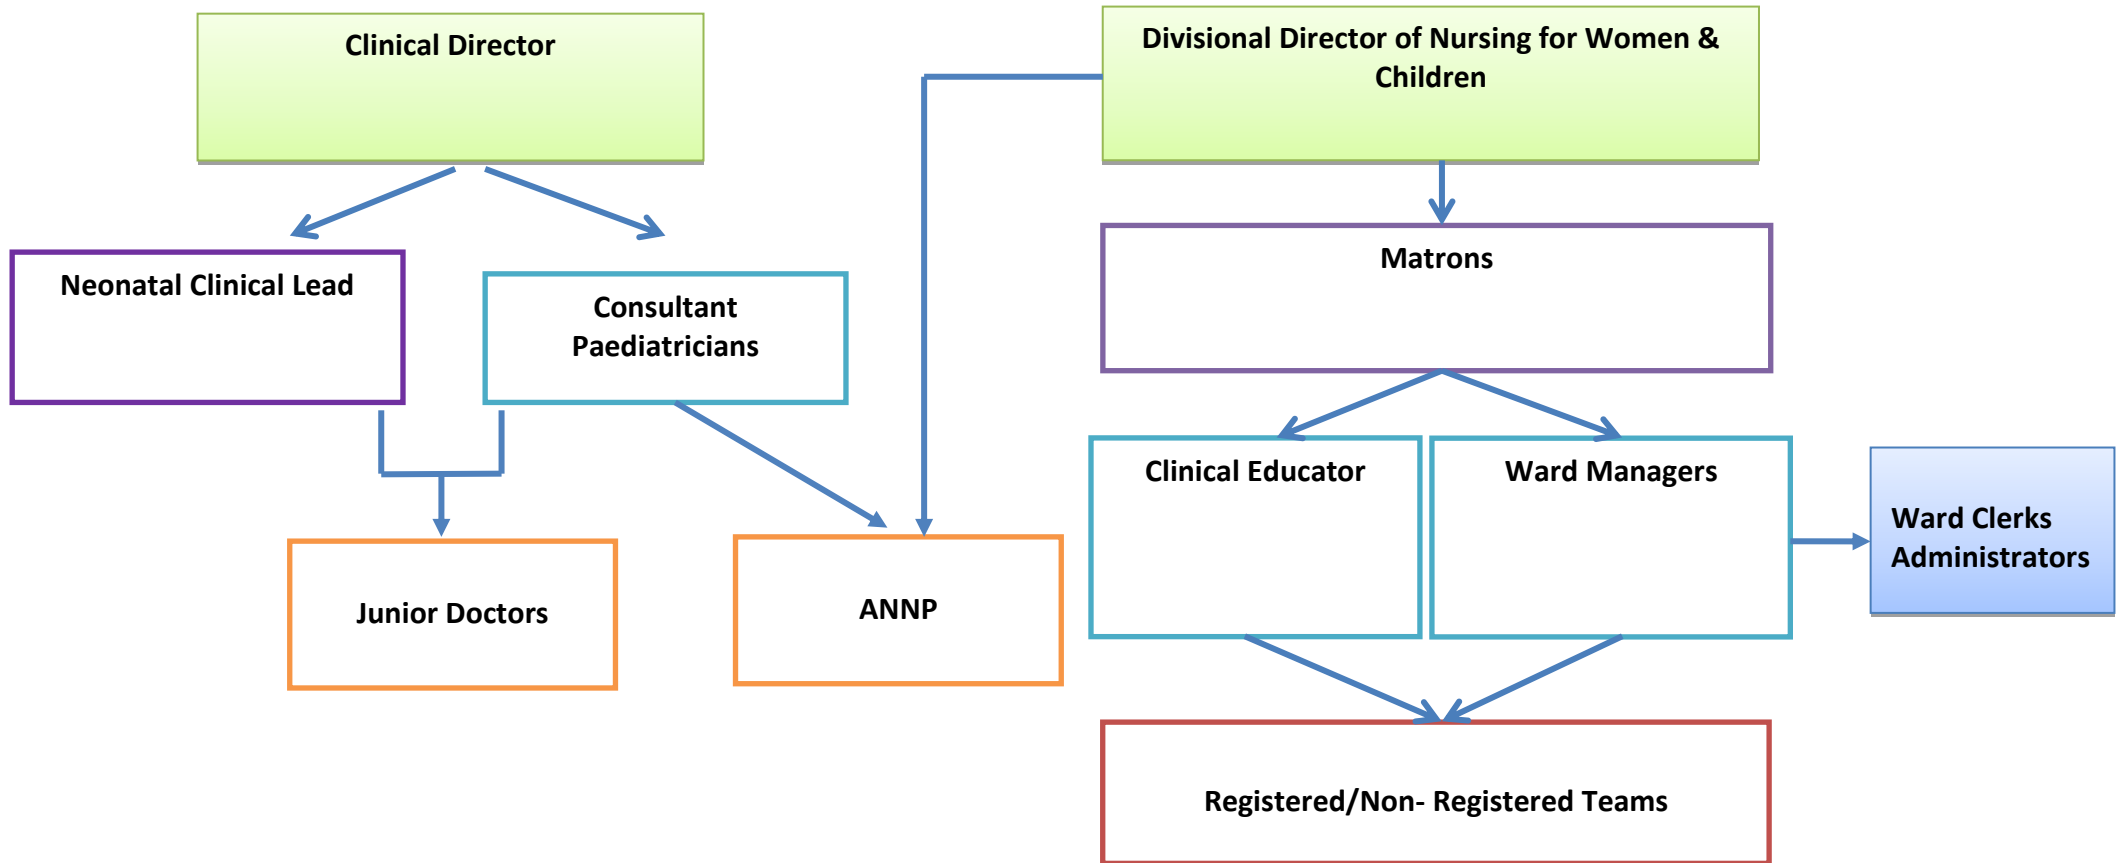 Clinical Director
Divisional Director of Nursing for Women &
Children
Neonatal Clinical Lead
Consultant
Paediatricians
Matrons
Clinical Educator
Ward Managers
Ward Clerks
Administrators
Junior Doctors
ANNP
Registered/Non- Registered Teams